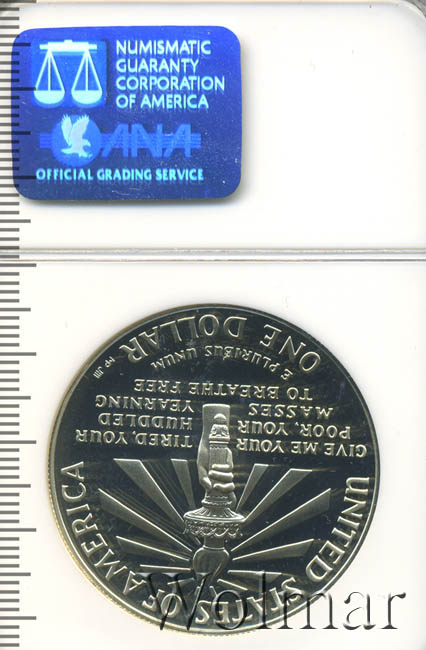 NUMISMATIC
GUARANTY
CORPORATION
OF AMERICA
ANA
OFFICIAL GRADING SERVICE
UNITED STATES OF AMERICA
GIVE ME YOUR
TIRED, YOUR
POOR, YOUR
HUDDLED
MASSES
YEARNING
TO BREATHE FREE
E PLURIBUS UNUM
ONE DOLLAR
Wolmar